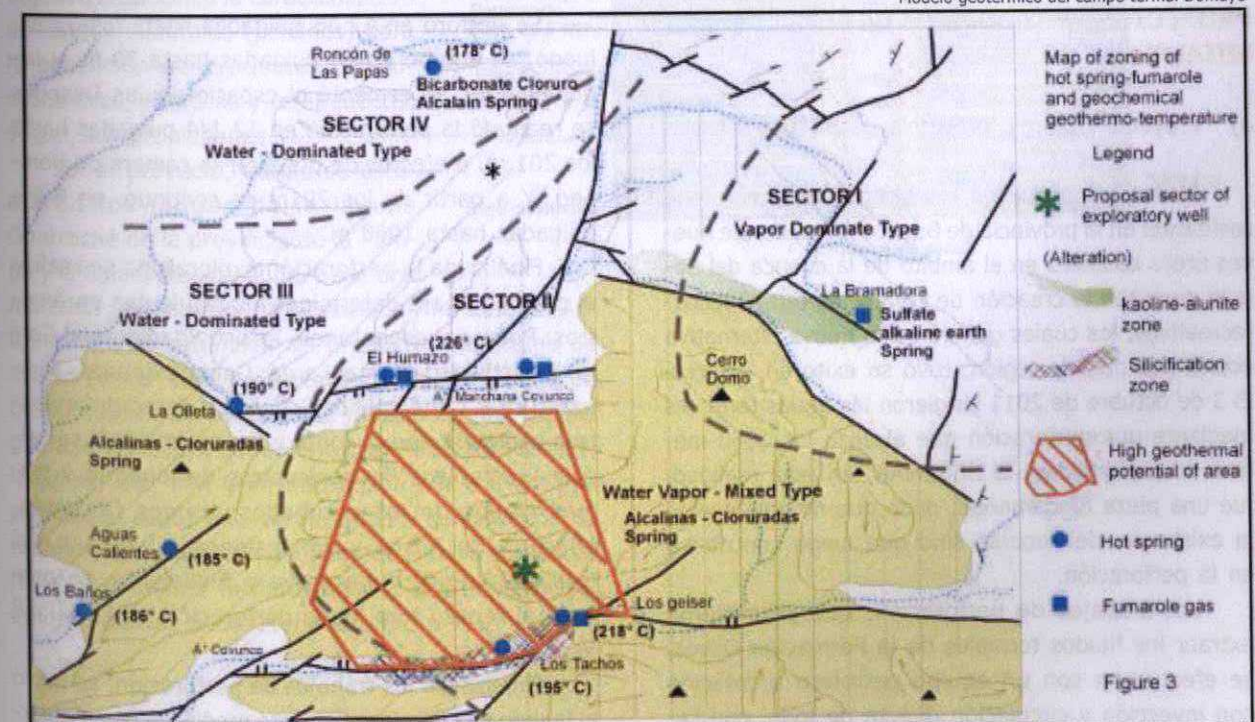 Modelo geotérmico del campo termal Domuyo
Roncón de
Las Papas
(178° C)
Bicarbonate Cloruro
Alcalain Spring
SECTOR IV
Water - Dominated Type
SECTOR I
Vapor Dominate Type
SECTOR III
Water - Dominated Type
SECTOR II
(226° C)
El Humazo
A° Manchana Covunco
La Bramadora
Sulfate
alkaline earth
Spring
Cerro
Domo
(190° C)
La Olleta
Alcalinas - Cloruradas
Spring
Water Vapor - Mixed Type
Alcalinas - Cloruradas
Spring
Aguas
Calientes
(185° C)
Los Baños
(186° C)
A° Covunco
Los geiser
(218° C)
Los Tachos
(195° C)
Map of zoning of
hot spring-fumarole
and geochemical
geothermo-temperature
Legend
Proposal sector of
exploratory well
(Alteration)
kaoline-alunite
zone
Silicification
zone
High geothermal
potential of area
Hot spring
Fumarole gas
Figure 3